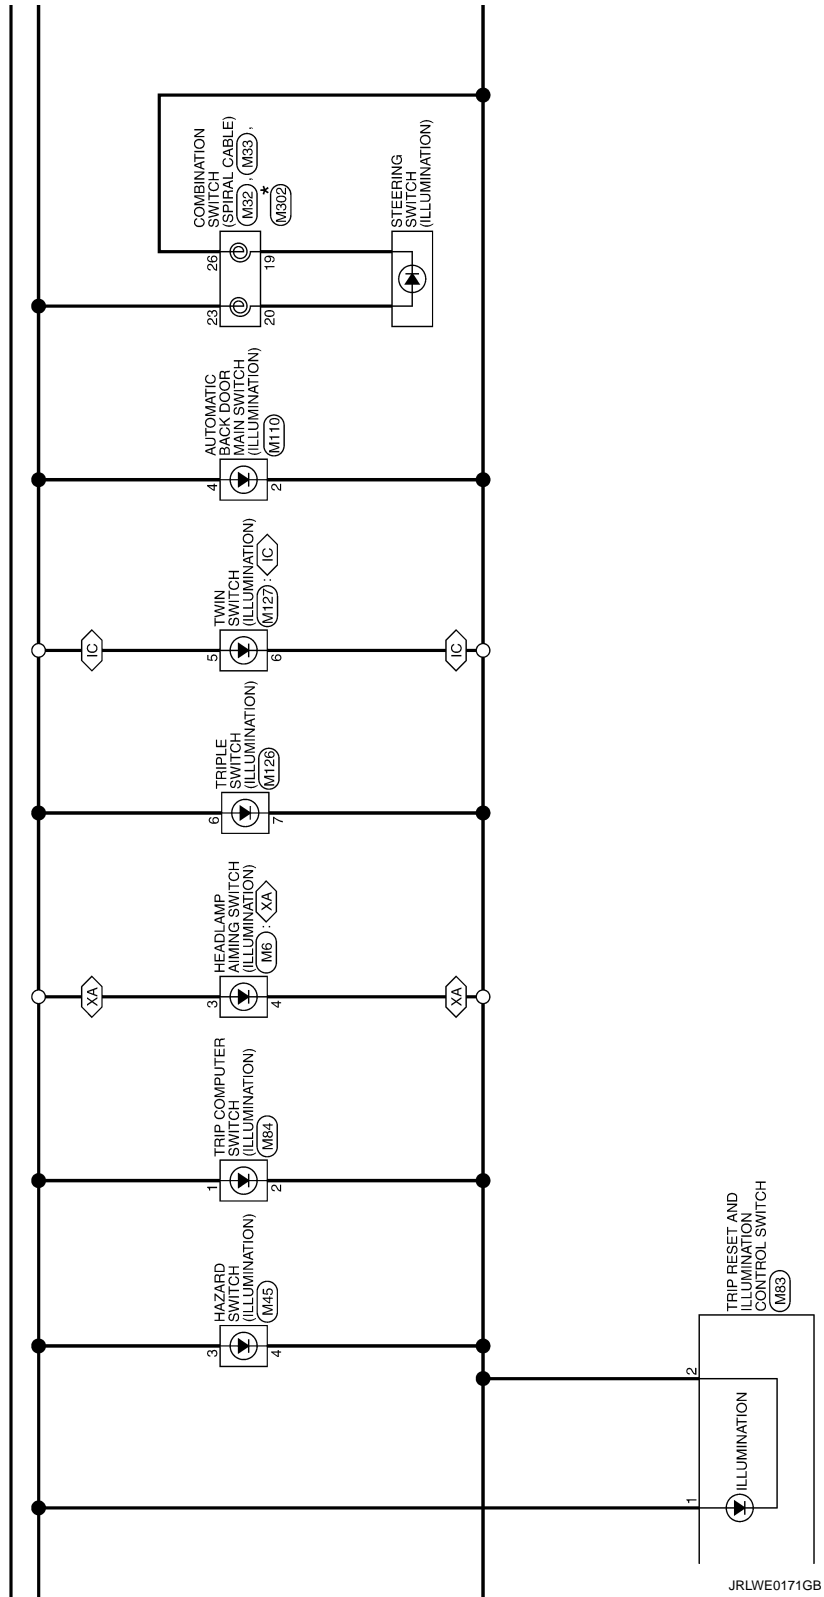 COMBINATION
SWITCH
(SPIRAL CABLE)
M32 , M33 ,
*
M302
26
19
23
20
STEERING
SWITCH
(ILLUMINATION)
AUTOMATIC
BACK DOOR
MAIN SWITCH
(ILLUMINATION)
M110
4
2
TWIN
SWITCH
(ILLUMINATION)
M127 : IC
IC
5
6
IC
TRIPLE
SWITCH
(ILLUMINATION)
M126
6
7
HEADLAMP
AIMING SWITCH
(ILLUMINATION)
M6 : XA
XA
3
4
XA
TRIP COMPUTER
SWITCH
(ILLUMINATION)
M84
1
2
HAZARD
SWITCH
(ILLUMINATION)
M45
3
4
TRIP RESET AND
ILLUMINATION
CONTROL SWITCH
M83
2
1
ILLUMINATION
JRLWE0171GB